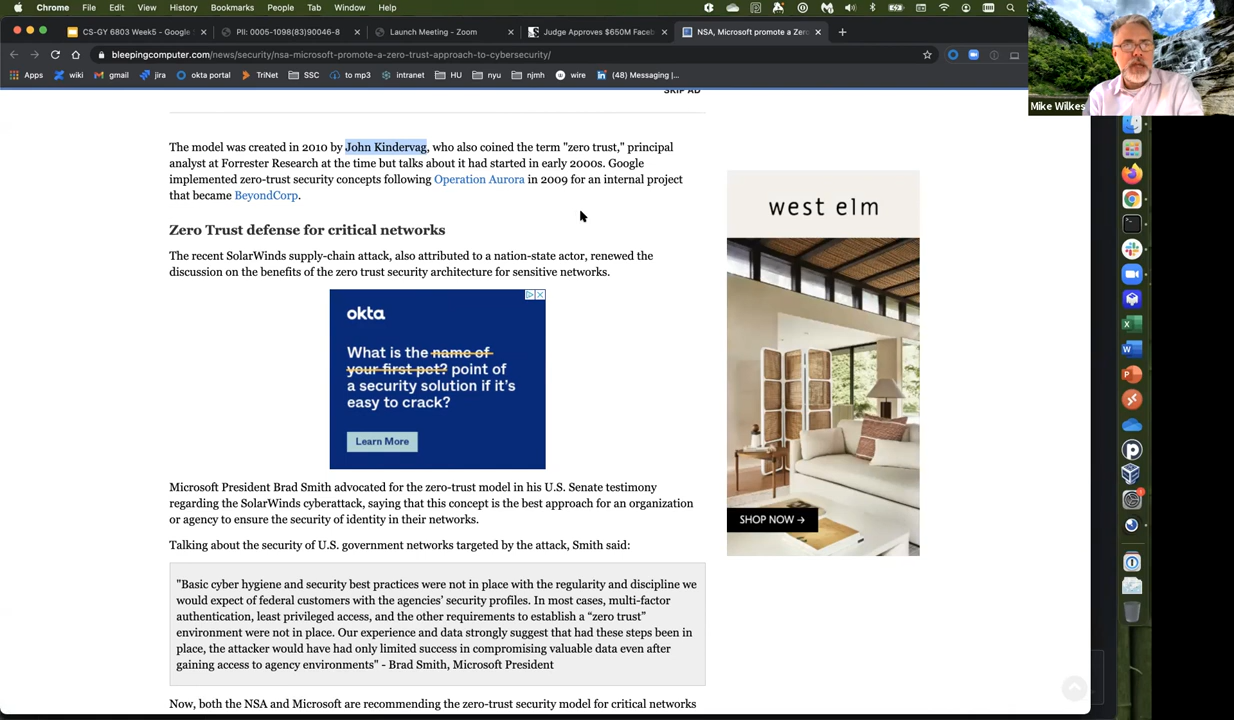 Chrome File Edit View History Bookmarks People Tab Window Help
CS-GY 6803 Week5 - Google
PII: 0005-1098(83)90046-8
Launch Meeting - Zoom
Judge Approves $650M Faceb
NSA, Microsoft promote a Zero
bleepingcomputer.com/news/security/nsa-microsoft-promote-a-zero-trust-approach-to-cybersecurity/
Apps wiki gmail jira okta portal TriNet SSC to mp3 intranet HU nyu njmh wire (48) Messaging |...
Mike Wilkes
SKIP AD
The model was created in 2010 by John Kindervag, who also coined the term "zero trust," principal
analyst at Forrester Research at the time but talks about it had started in early 2000s. Google
implemented zero-trust security concepts following Operation Aurora in 2009 for an internal project
that became BeyondCorp.
Zero Trust defense for critical networks
The recent SolarWinds supply-chain attack, also attributed to a nation-state actor, renewed the
discussion on the benefits of the zero trust security architecture for sensitive networks.
okta
What is the name of
your first pet? point of
a security solution if it's
easy to crack?
Learn More
west elm
SHOP NOW →
Microsoft President Brad Smith advocated for the zero-trust model in his U.S. Senate testimony
regarding the SolarWinds cyberattack, saying that this concept is the best approach for an organization
or agency to ensure the security of identity in their networks.
Talking about the security of U.S. government networks targeted by the attack, Smith said:
"Basic cyber hygiene and security best practices were not in place with the regularity and discipline we
would expect of federal customers with the agencies' security profiles. In most cases, multi-factor
authentication, least privileged access, and the other requirements to establish a "zero trust"
environment were not in place. Our experience and data strongly suggest that had these steps been in
place, the attacker would have had only limited success in compromising valuable data even after
gaining access to agency environments" - Brad Smith, Microsoft President
Now, both the NSA and Microsoft are recommending the zero-trust security model for critical networks